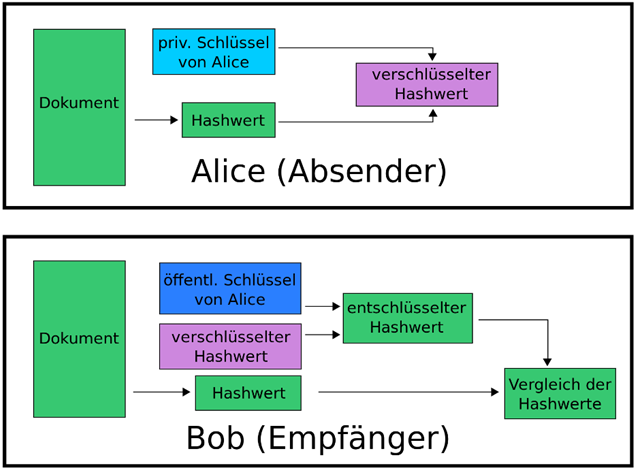 Dokument
priv. Schlüssel
von Alice
verschlüsselter
Hashwert
Hashwert
Alice (Absender)
Dokument
öffentl. Schlüssel
von Alice
verschlüsselter
Hashwert
entschlüsselter
Hashwert
Hashwert
Vergleich der
Hashwerte
Bob (Empfänger)